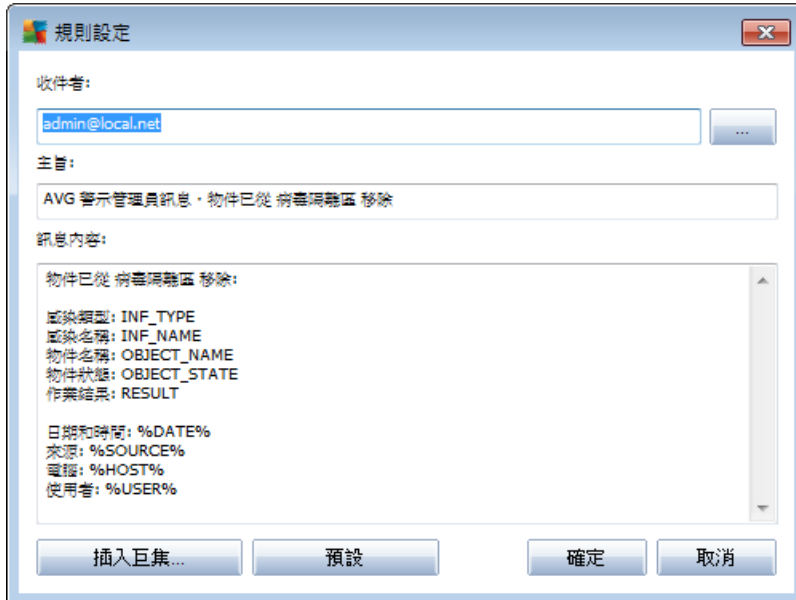 規則設定
收件者:
admin@local.net
...
主旨:
AVG 警示管理員訊息，物件已從 病毒隔離區 移除
訊息內容:
物件已從 病毒隔離區 移除:
感染類型: INF_TYPE
感染名稱: INF_NAME
物件名稱: OBJECT_NAME
物件狀態: OBJECT_STATE
作業結果: RESULT
日期和時間: %DATE%
來源: %SOURCE%
電腦: %HOST%
使用者: %USER%
插入巨集... 預設 確定 取消